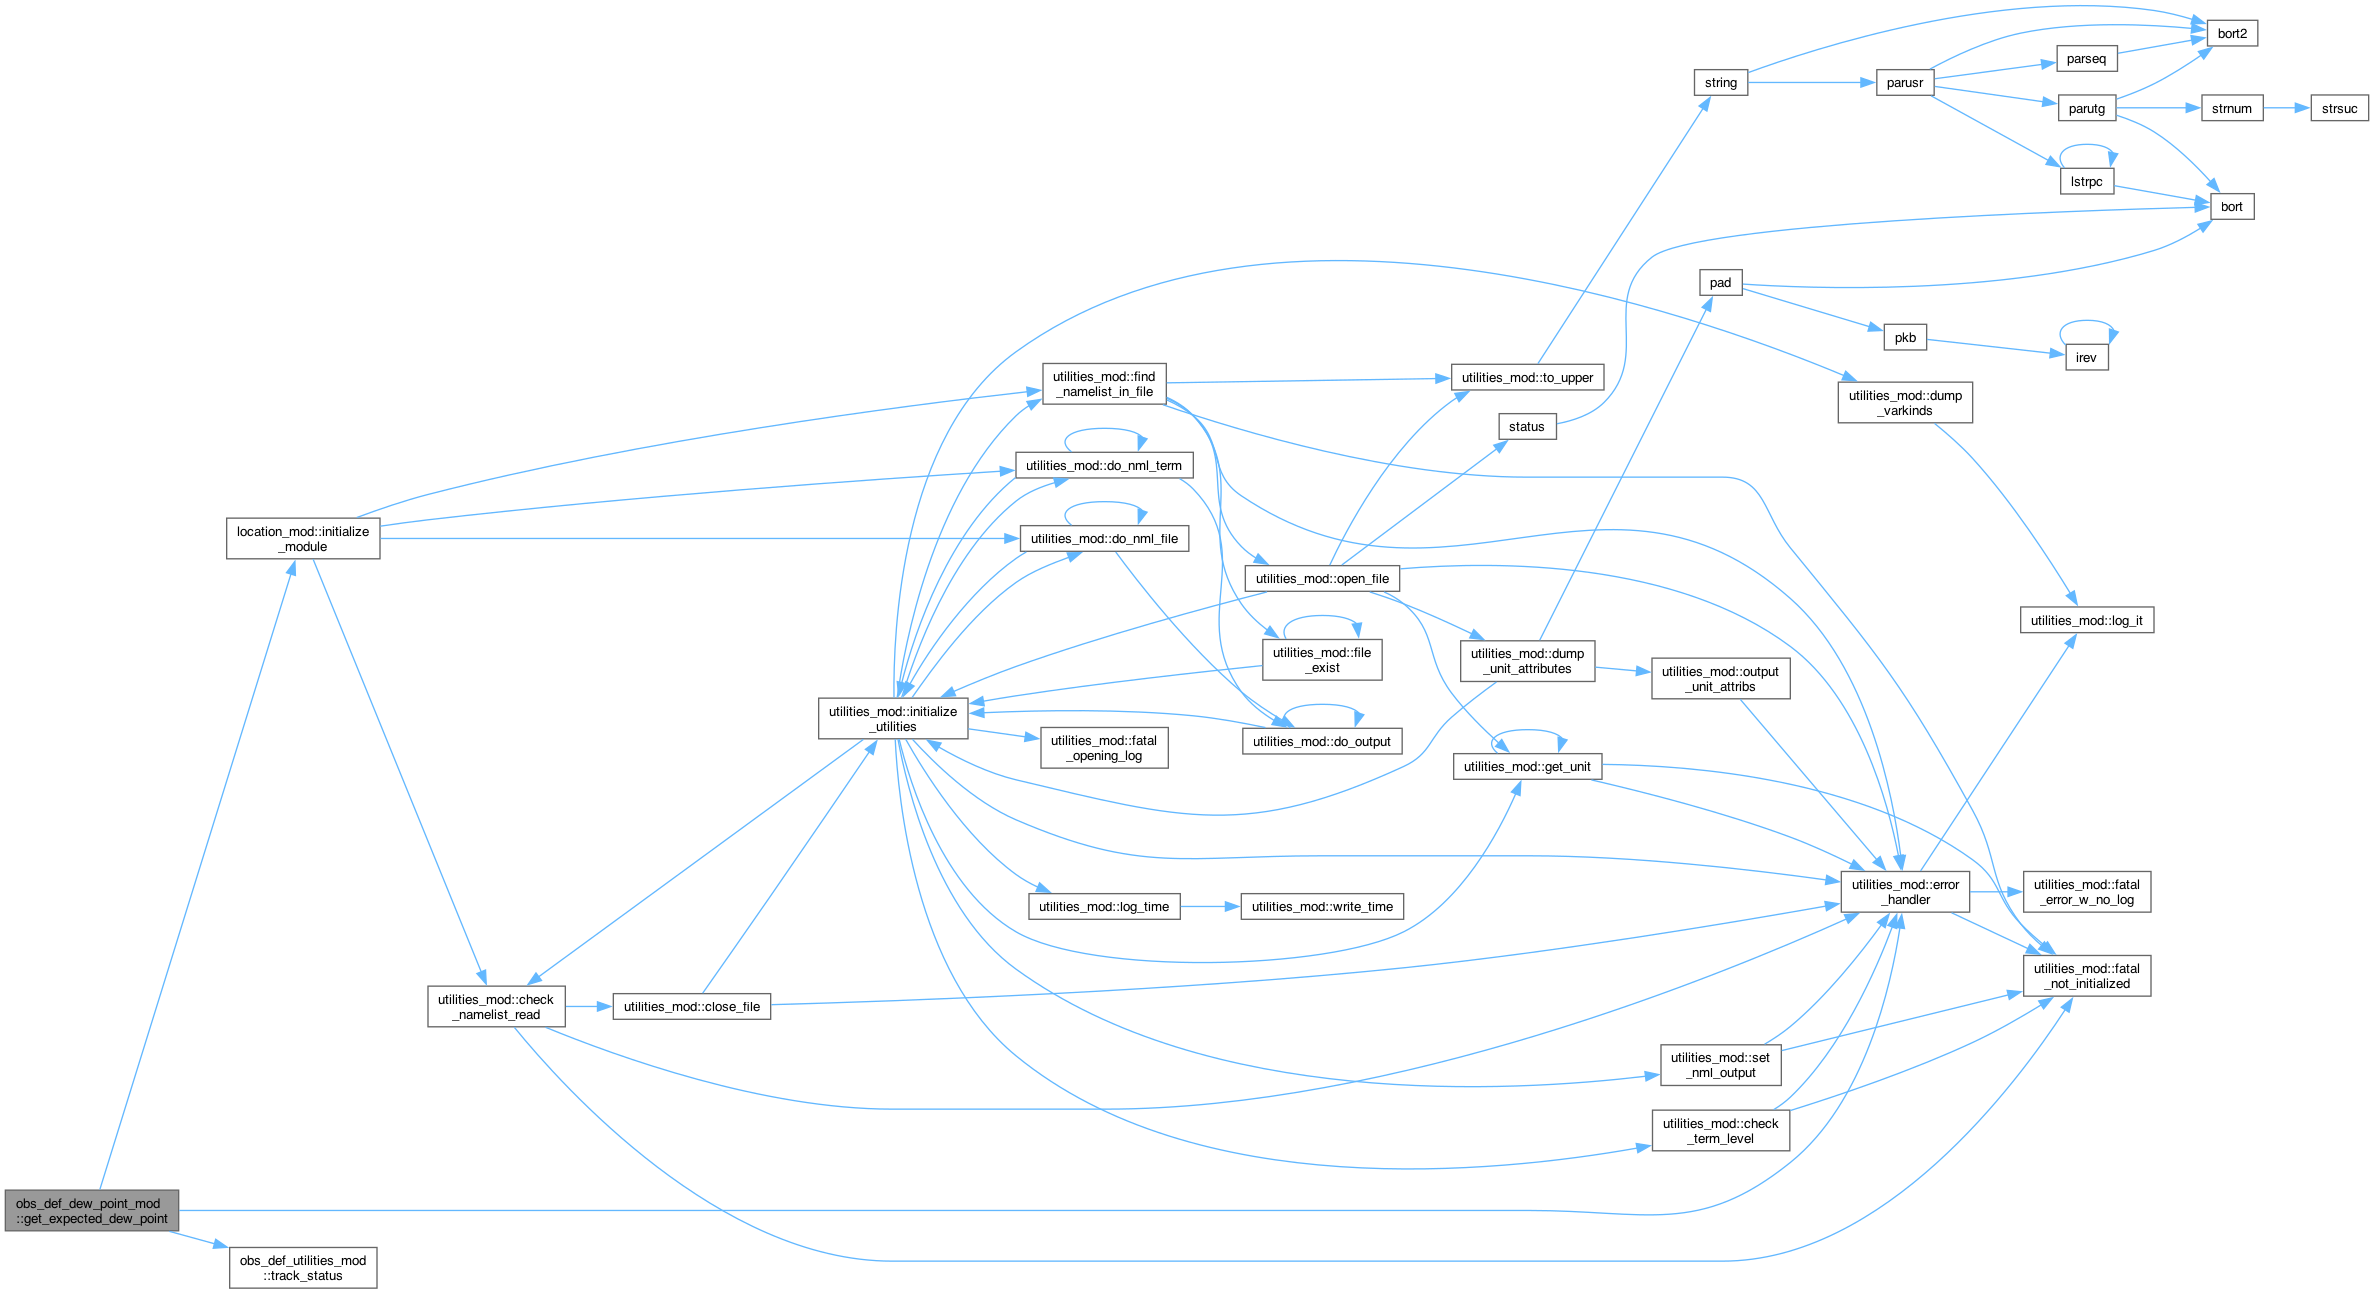 bort2
parseq
string
parusr
parutg
strnum
strsuc
lstrpc
bort
pad
pkb
irev
utilities_mod::find
_namelist_in_file
utilities_mod::to_upper
utilities_mod::dump
_varkinds
status
utilities_mod::do_nml_term
location_mod::initialize
_module
utilities_mod::do_nml_file
utilities_mod::open_file
utilities_mod::log_it
utilities_mod::file
_exist
utilities_mod::dump
_unit_attributes
utilities_mod::output
_unit_attribs
utilities_mod::initialize
_utilities
utilities_mod::fatal
_opening_log
utilities_mod::do_output
utilities_mod::get_unit
utilities_mod::error
_handler
utilities_mod::fatal
_error_w_no_log
utilities_mod::log_time
utilities_mod::write_time
utilities_mod::fatal
_not_initialized
utilities_mod::check
_namelist_read
utilities_mod::close_file
utilities_mod::set
_nml_output
utilities_mod::check
_term_level
obs_def_dew_point_mod
::get_expected_dew_point
obs_def_utilities_mod
::track_status